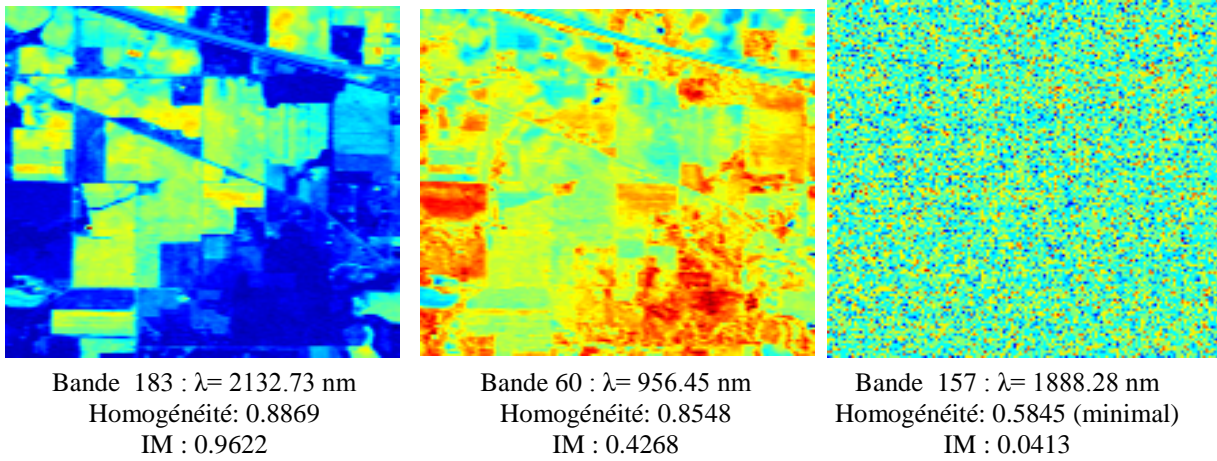 Bande 183 : λ= 2132.73 nm
Homogénéité: 0.8869
IM : 0.9622
Bande 60 : λ= 956.45 nm
Homogénéité: 0.8548
IM : 0.4268
Bande 157 : λ= 1888.28 nm
Homogénéité: 0.5845 (minimal)
IM : 0.0413